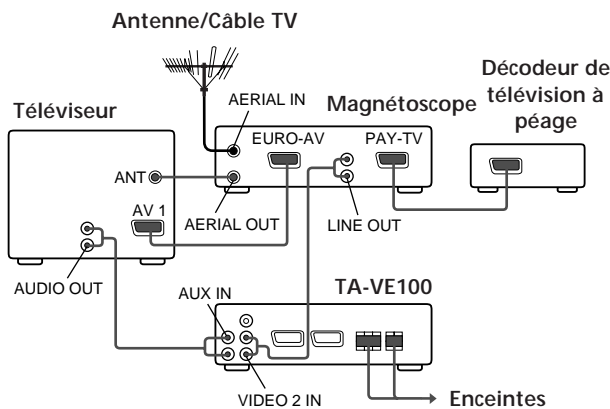 Antenne/Câble TV
Décodeur de
télévision à
péage
Téléviseur
AERIAL IN
Magnétoscope
EURO-AV
PAY-TV
ANT
AV 1
AERIAL OUT
LINE OUT
AUDIO OUT
AUX IN
TA-VE100
VIDEO 2 IN
Enceintes